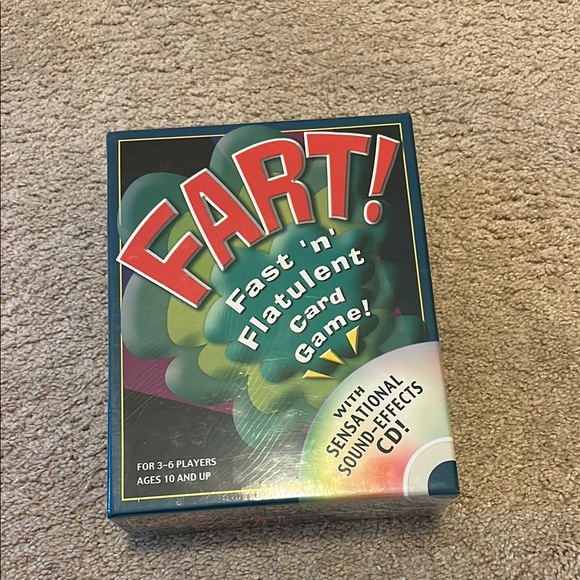 FART!
Fast 'n'
Flatulent
Card
Game!
WITH
SENSATIONAL
SOUND-EFFECTS
CD!
FOR 3–6 PLAYERS
AGES 10 AND UP